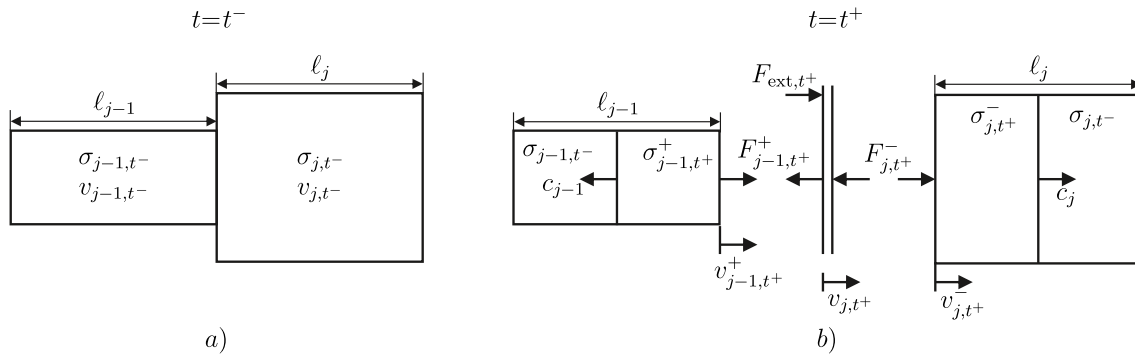 t=t⁻ t=t⁺
ℓ_j F_{ext,t⁺} ℓ_j
ℓ_{j−1} ℓ_{j−1}
σ_{j−1,t⁻} σ_{j,t⁻} σ_{j−1,t⁻} σ⁺_{j−1,t⁺} F⁺_{j−1,t⁺} F⁻_{j,t⁺} σ⁻_{j,t⁺} σ_{j,t⁻}
v_{j−1,t⁻} v_{j,t⁻} c_{j−1} c_j
v⁺_{j−1,t⁺} v_{j,t⁺} v⁻_{j,t⁺}
a) b)